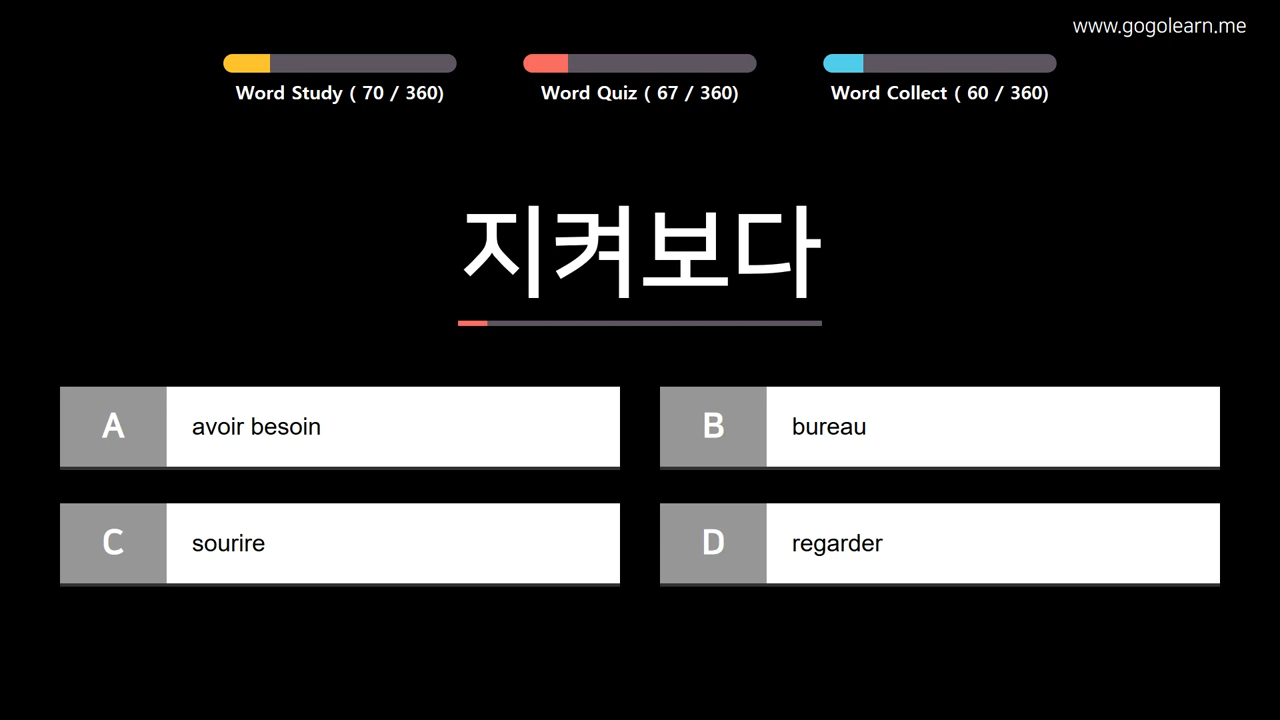 www.gogolearn.me
Word Study ( 70 / 360)
Word Quiz ( 67 / 360)
Word Collect ( 60 / 360)
지켜보다
A avoir besoin
B bureau
C sourire
D regarder